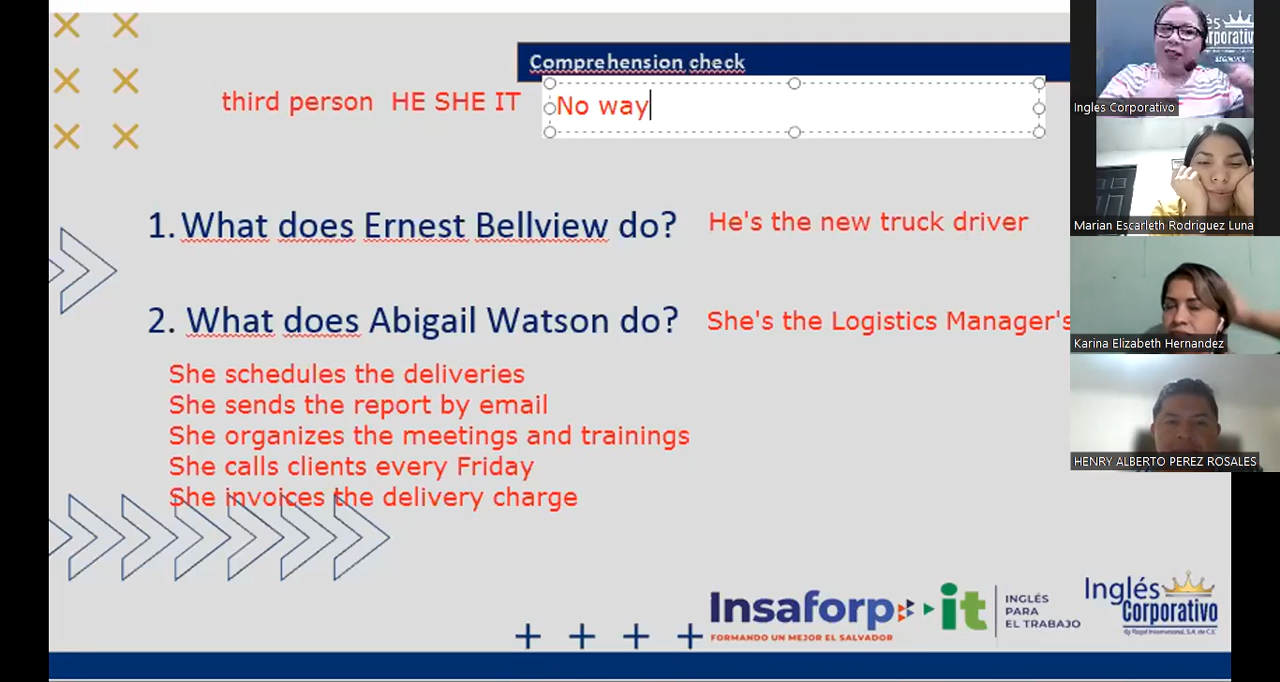 Comprehension check
third person HE SHE IT
No way
1. What does Ernest Bellview do?
He's the new truck driver
2. What does Abigail Watson do?
She's the Logistics Manager's
She schedules the deliveries
She sends the report by email
She organizes the meetings and trainings
She calls clients every Friday
She invoices the delivery charge
Insaforp
FORMANDO UN MEJOR EL SALVADOR
it
INGLÉS
PARA
EL TRABAJO
Inglés
Corporativo
By Royal International, S.A. de C.V.
Ingles Corporativo
Marian Escarleth Rodriguez Luna
Karina Elizabeth Hernandez
HENRY ALBERTO PEREZ ROSALES